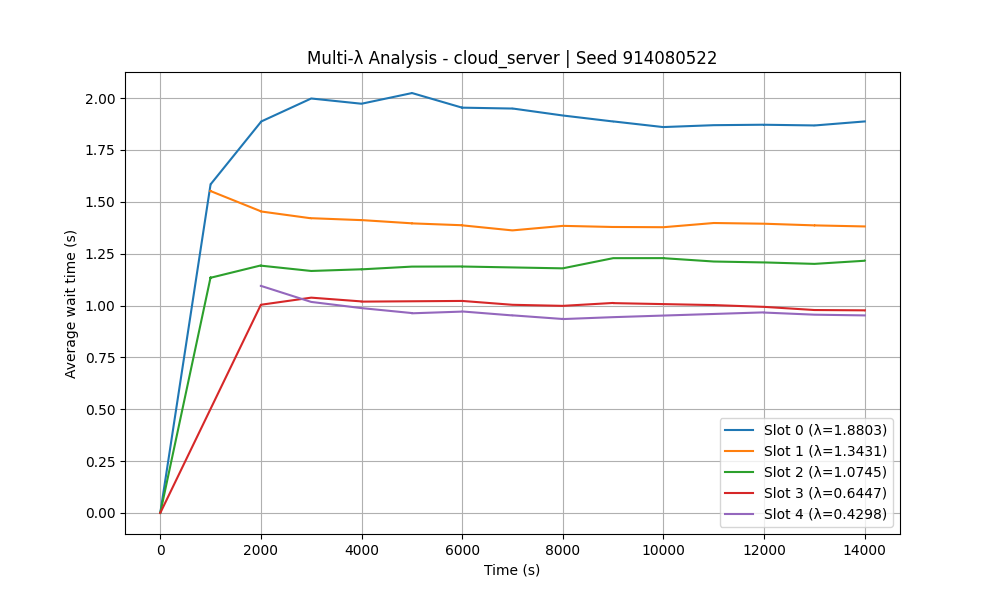 Multi-λ Analysis - cloud_server | Seed 914080522
Average wait time (s)
2.00
1.75
1.50
1.25
1.00
0.75
0.50
0.25
0.00
Slot 0 (λ=1.8803)
Slot 1 (λ=1.3431)
Slot 2 (λ=1.0745)
Slot 3 (λ=0.6447)
Slot 4 (λ=0.4298)
0 2000 4000 6000 8000 10000 12000 14000
Time (s)